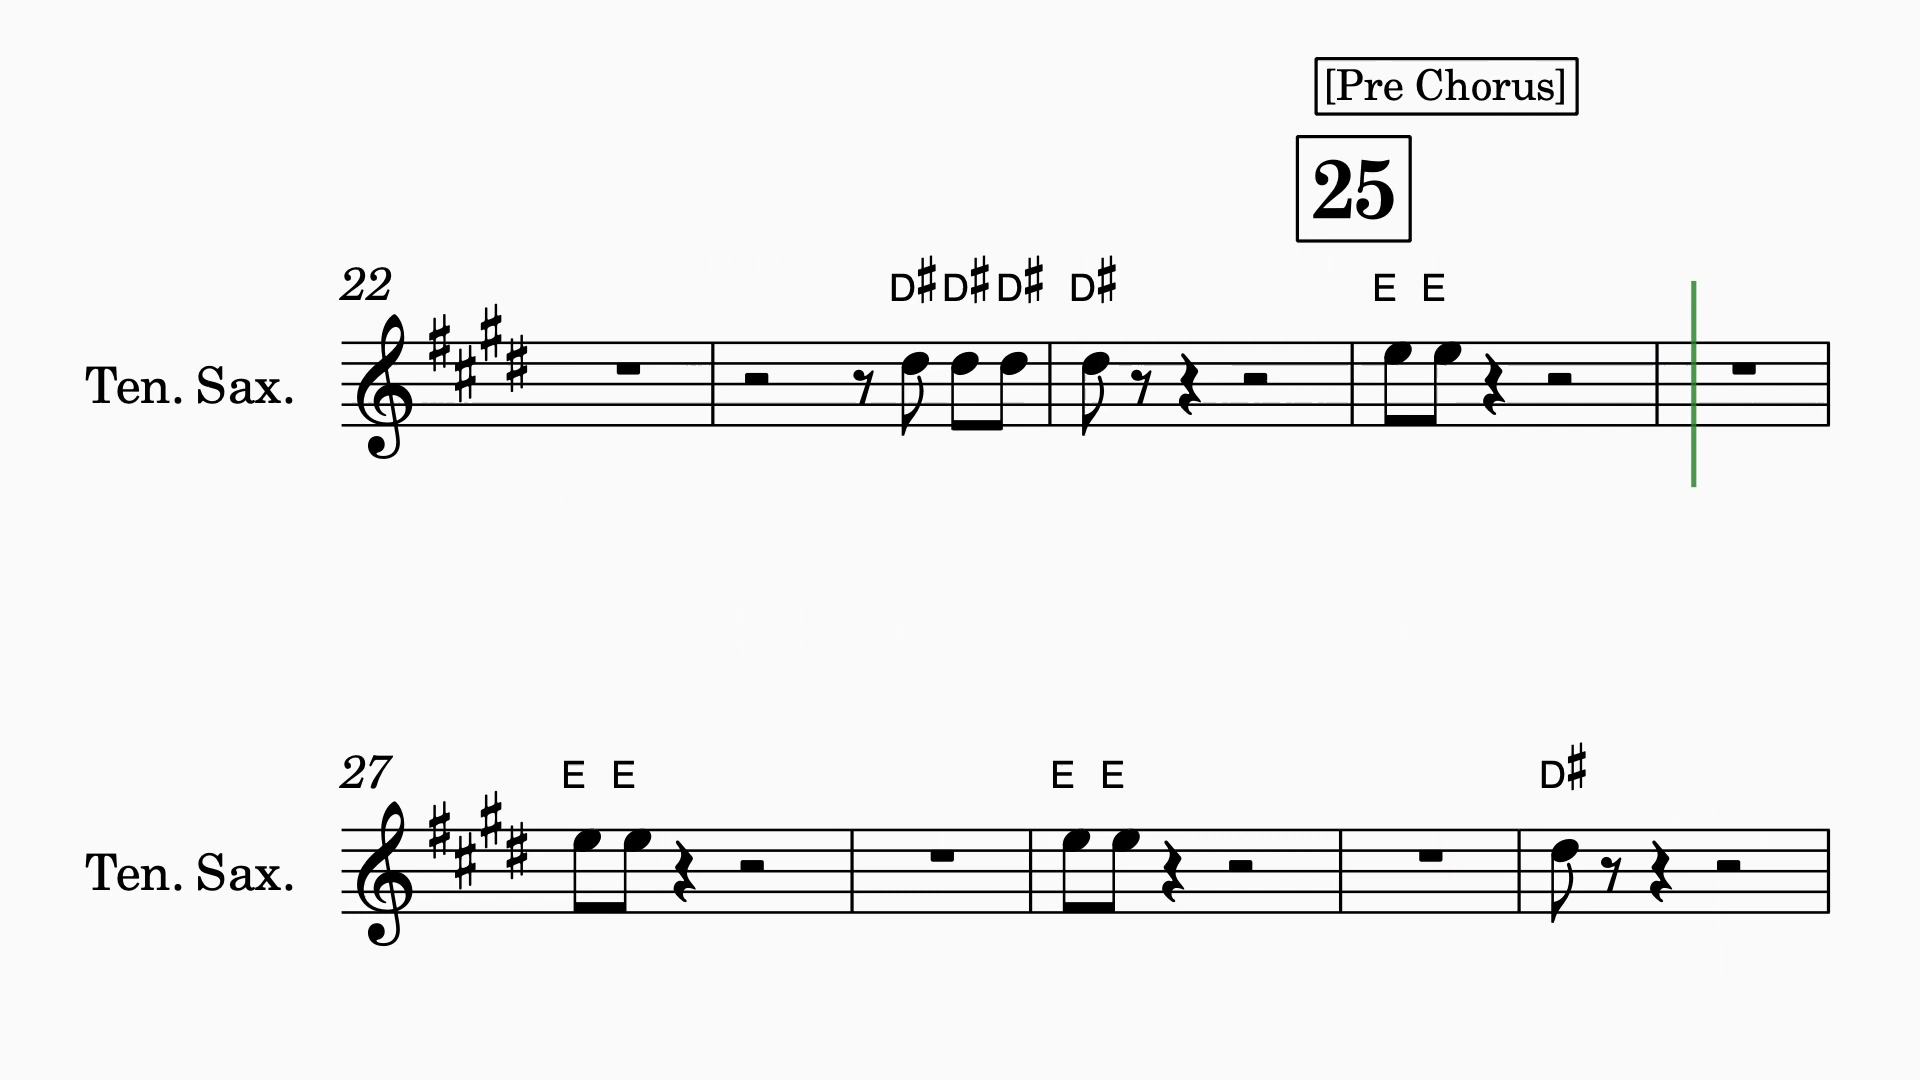 [Pre Chorus]
25
22
D♯ D♯ D♯ D♯ E E
Ten. Sax.
27
E E E E D♯
Ten. Sax.